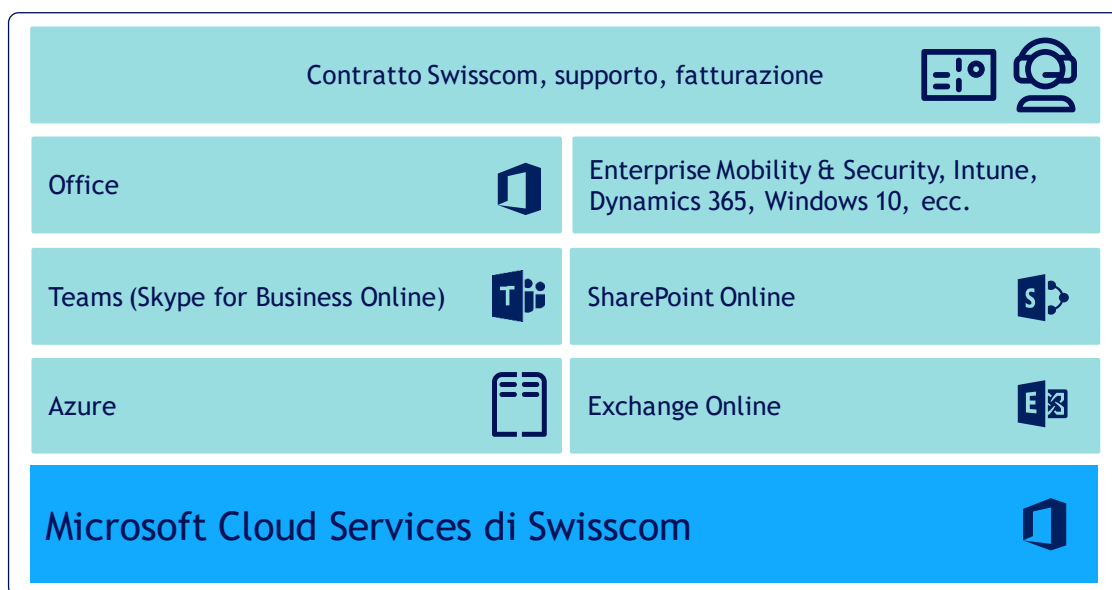 Contratto Swisscom, supporto, fatturazione
Office
Enterprise Mobility & Security, Intune,
Dynamics 365, Windows 10, ecc.
Teams (Skype for Business Online)
T
SharePoint Online
S
Azure
Exchange Online
E
Microsoft Cloud Services di Swisscom